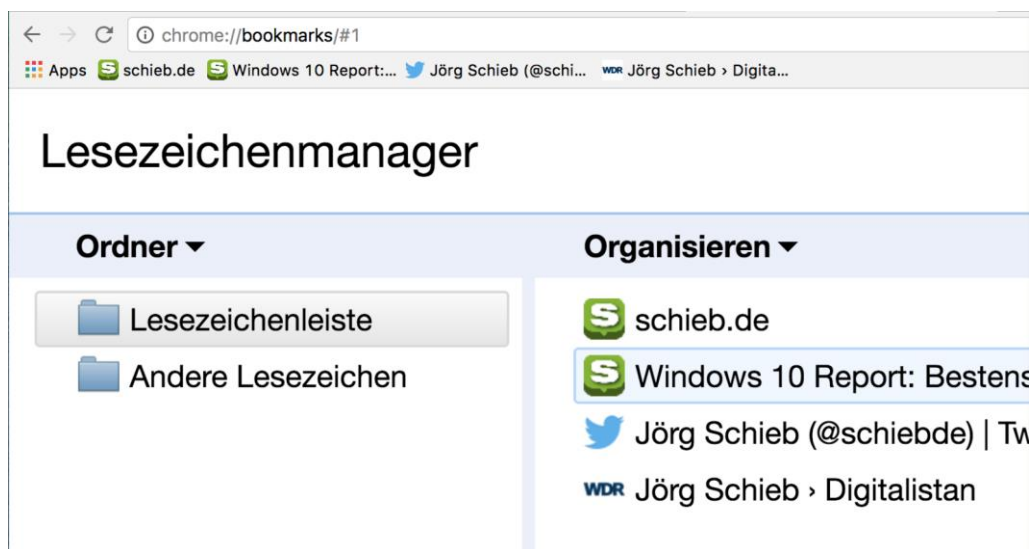 chrome://bookmarks/#1
Apps schieb.de Windows 10 Report:... Jörg Schieb (@schi... WDR Jörg Schieb › Digita...
Lesezeichenmanager
Ordner Organisieren
Lesezeichenleiste
Andere Lesezeichen
schieb.de
Windows 10 Report: Bestens
Jörg Schieb (@schiebde) | Tw
WDR Jörg Schieb › Digitalistan